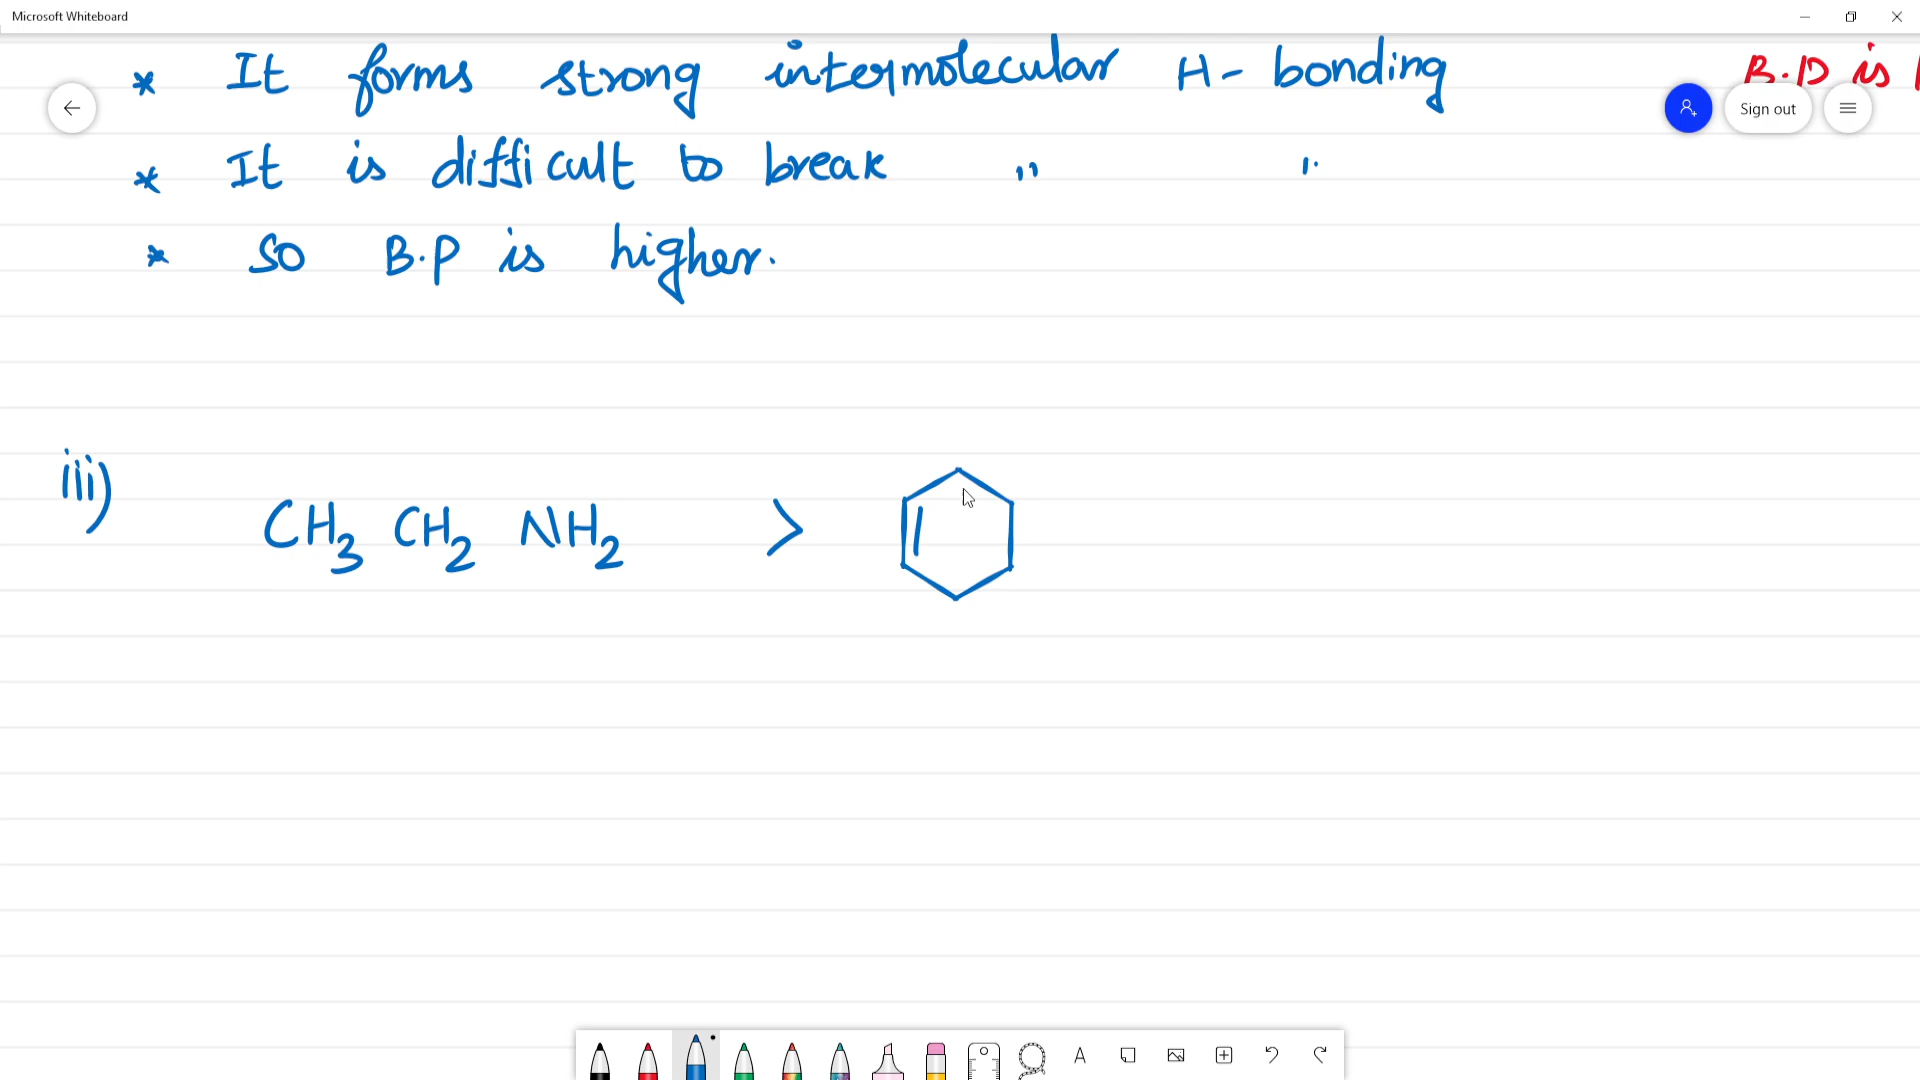 Microsoft Whiteboard
* It forms strong intermolecular H- bonding
B.D is
Sign out
* It is difficult to break " "
* So B.P is higher.
iii)
CH3 CH2 NH2 >
A